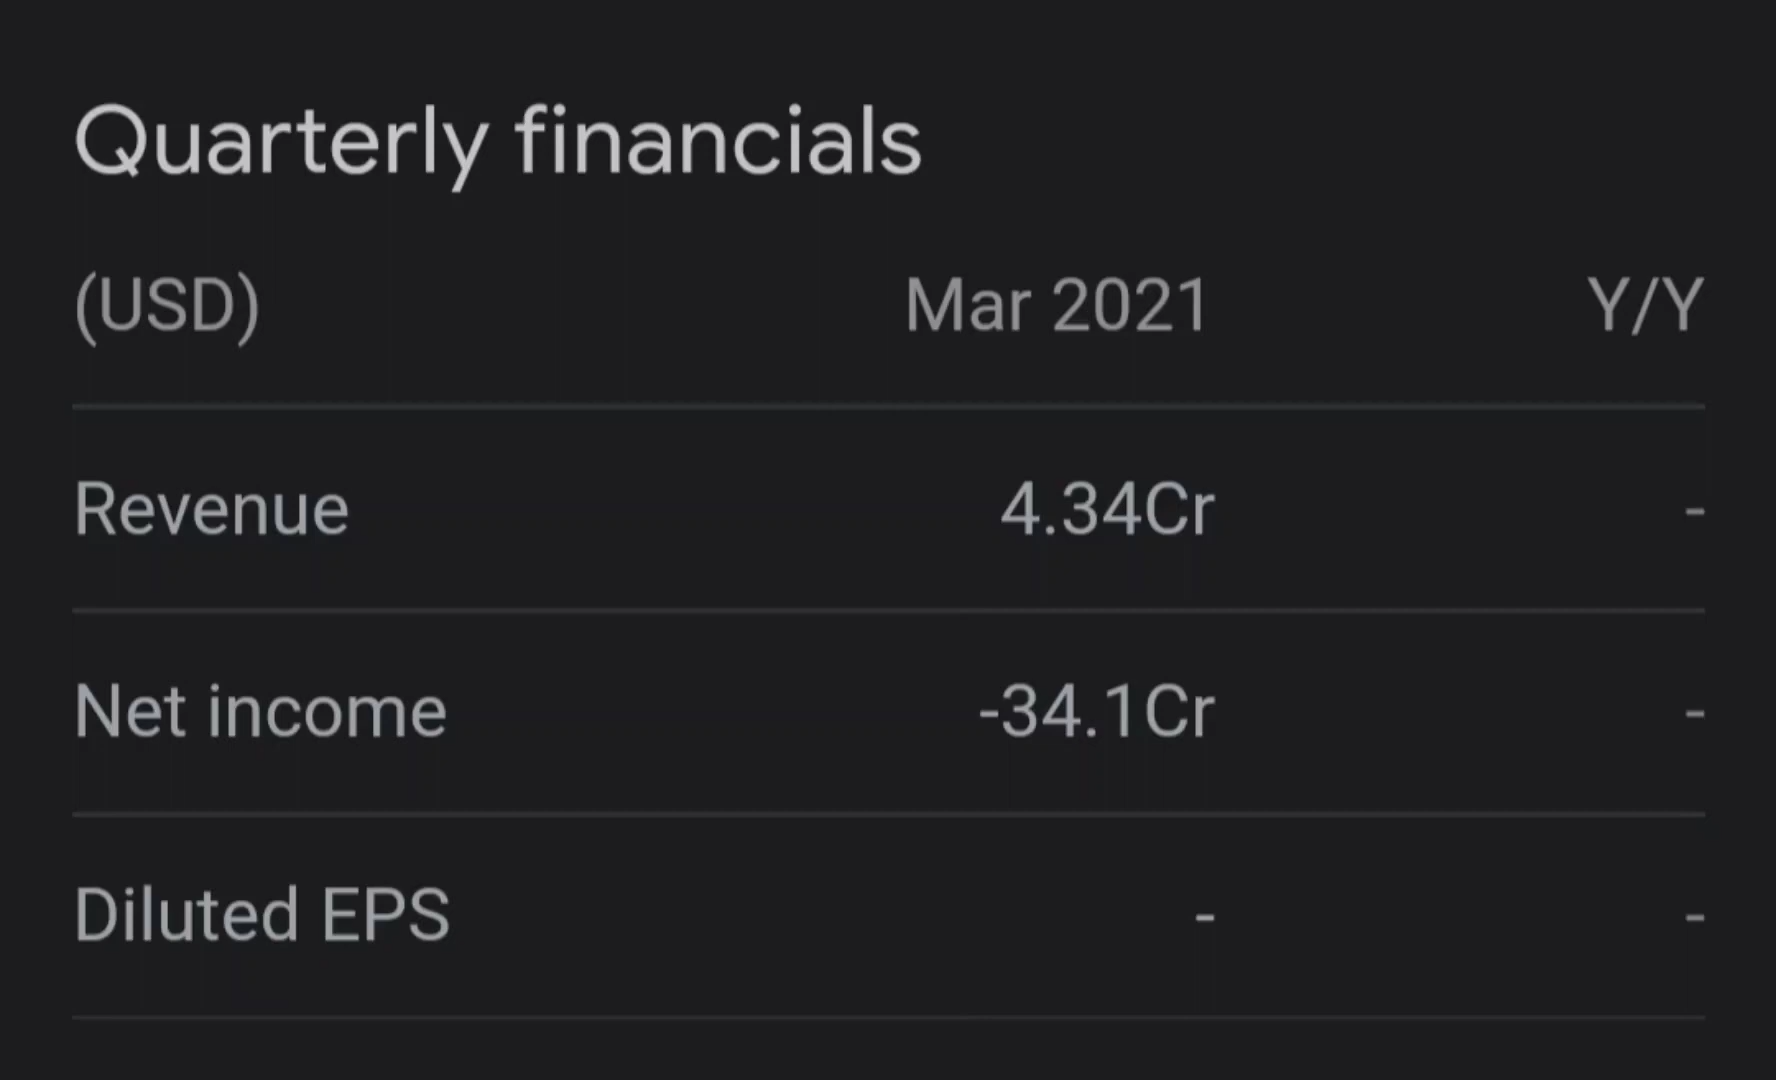 Quarterly financials
(USD) Mar 2021 Y/Y
Revenue 4.34Cr -
Net income -34.1Cr -
Diluted EPS - -